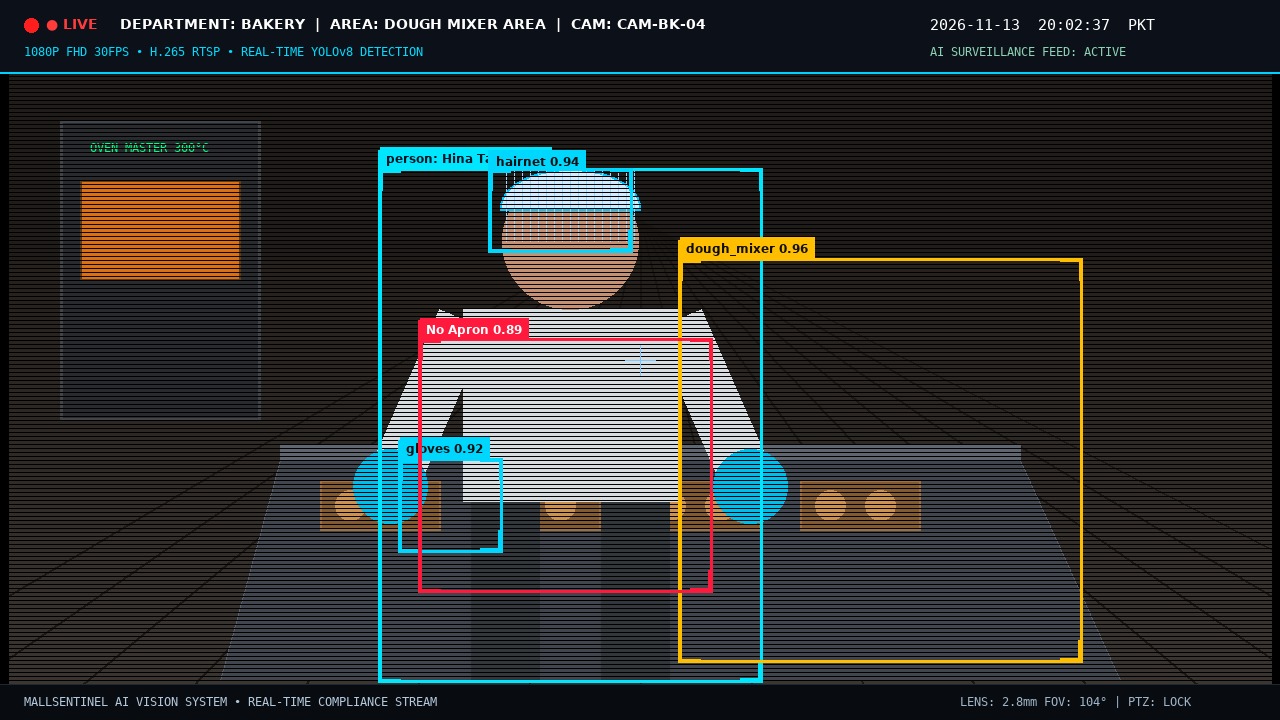 ● LIVE DEPARTMENT: BAKERY | AREA: DOUGH MIXER AREA | CAM: CAM-BK-04 2026-11-13 20:02:37 PKT
1080P FHD 30FPS • H.265 RTSP • REAL-TIME YOLOv8 DETECTION AI SURVEILLANCE FEED: ACTIVE
OVEN MASTER 300°C
person: Hina
hairnet 0.94
dough_mixer 0.96
No Apron 0.89
gloves 0.92
MALLSENTINEL AI VISION SYSTEM • REAL-TIME COMPLIANCE STREAM LENS: 2.8mm FOV: 104° | PTZ: LOCK